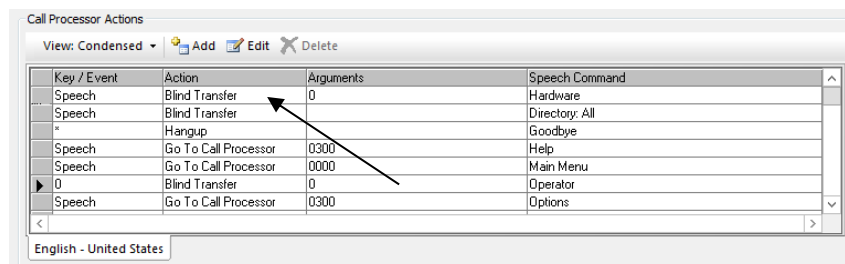 Call Processor Actions
View: Condensed Add Edit Delete
Key / Event Action Arguments Speech Command
Speech Blind Transfer 0 Hardware
Speech Blind Transfer Directory: All
* Hangup Goodbye
Speech Go To Call Processor 0300 Help
Speech Go To Call Processor 0000 Main Menu
0 Blind Transfer 0 Operator
Speech Go To Call Processor 0300 Options
English - United States